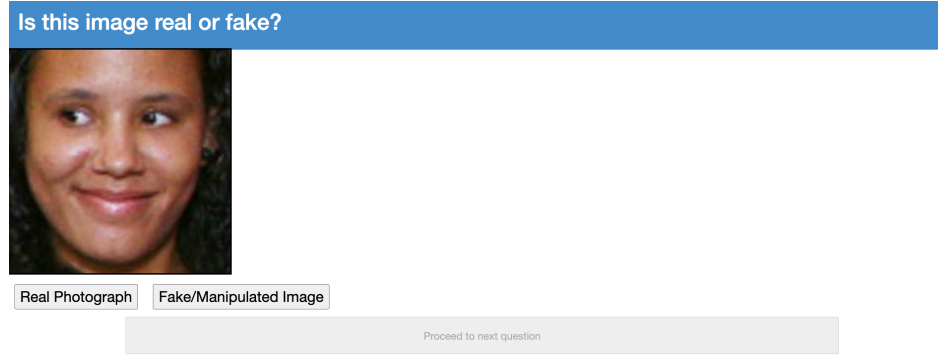 Is this image real or fake?
Real Photograph
Fake/Manipulated Image
Proceed to next question